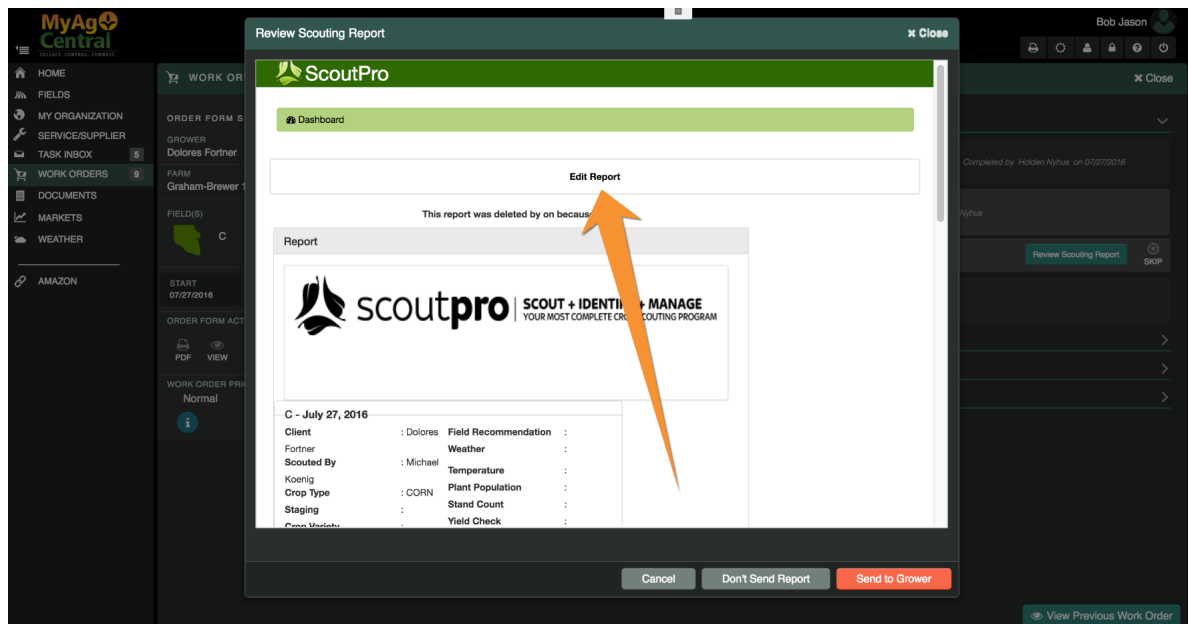 MyAg
Central
COLLECT. CONTROL. CONNECT.
Bob Jason
HOME
FIELDS
MY ORGANIZATION
SERVICE/SUPPLIER
TASK INBOX 5
WORK ORDERS 9
DOCUMENTS
MARKETS
WEATHER
AMAZON
WORK OR
Close
ORDER FORM S
GROWER
Dolores Fortner
FARM
Graham-Brewer 1
FIELD(S)
C
START
07/27/2016
ORDER FORM ACT
PDF VIEW
WORK ORDER PRI
Normal
i
Review Scouting Report
Close
ScoutPro
Dashboard
Edit Report
This report was deleted by on becaus
Report
scoutpro
SCOUT + IDENTI + MANAGE
YOUR MOST COMPLETE CR SCOUTING PROGRAM
C - July 27, 2016
Client : Dolores
Fortner
Scouted By : Michael
Koenig
Crop Type : CORN
Staging :
Crop Variety :
Field Recommendation :
Weather :
Temperature :
Plant Population :
Stand Count :
Yield Check :
Cancel
Don't Send Report
Send to Grower
Completed by Holden Nyhus on 07/27/2016
Nyhus
Review Scouting Report
SKIP
View Previous Work Order